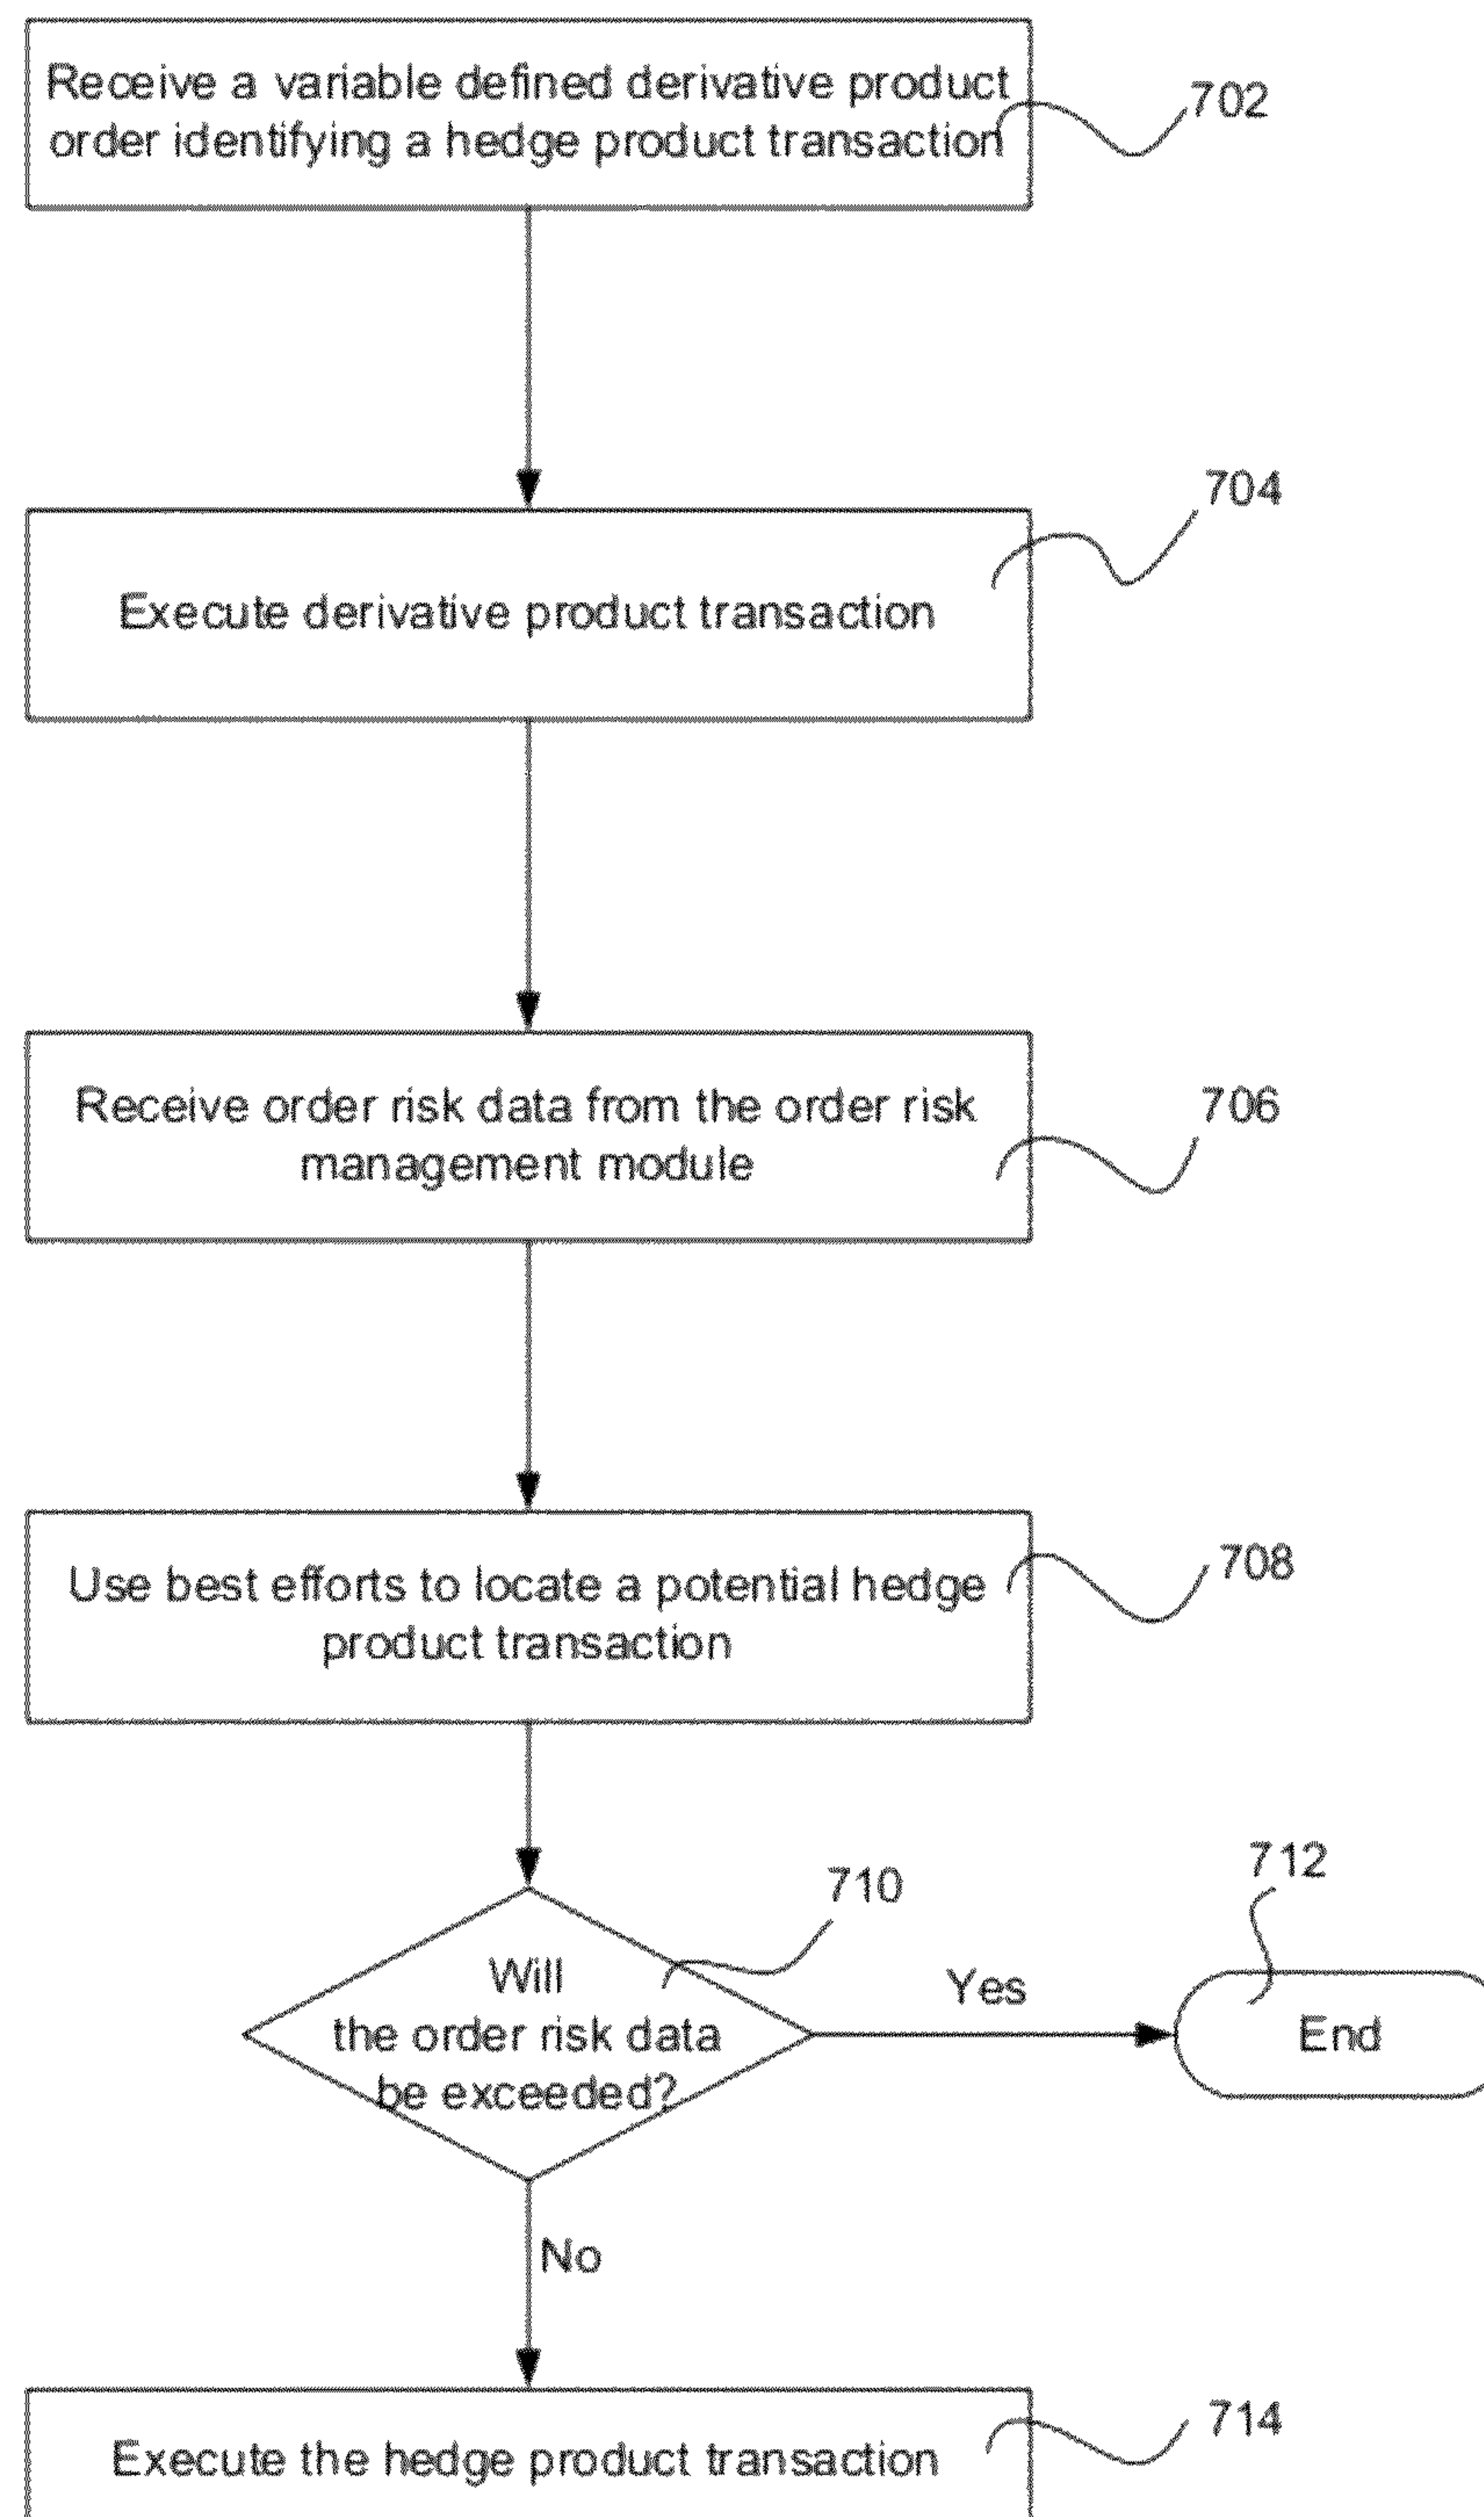 Receive a variable defined derivative product
order identifying a hedge product transaction
702
704
Execute derivative product transaction
Receive order risk data from the order risk
management module
706
Use best efforts to locate a potential hedge
product transaction
708
710
712
Will
the order risk data
be exceeded?
Yes
End
No
Execute the hedge product transaction
714